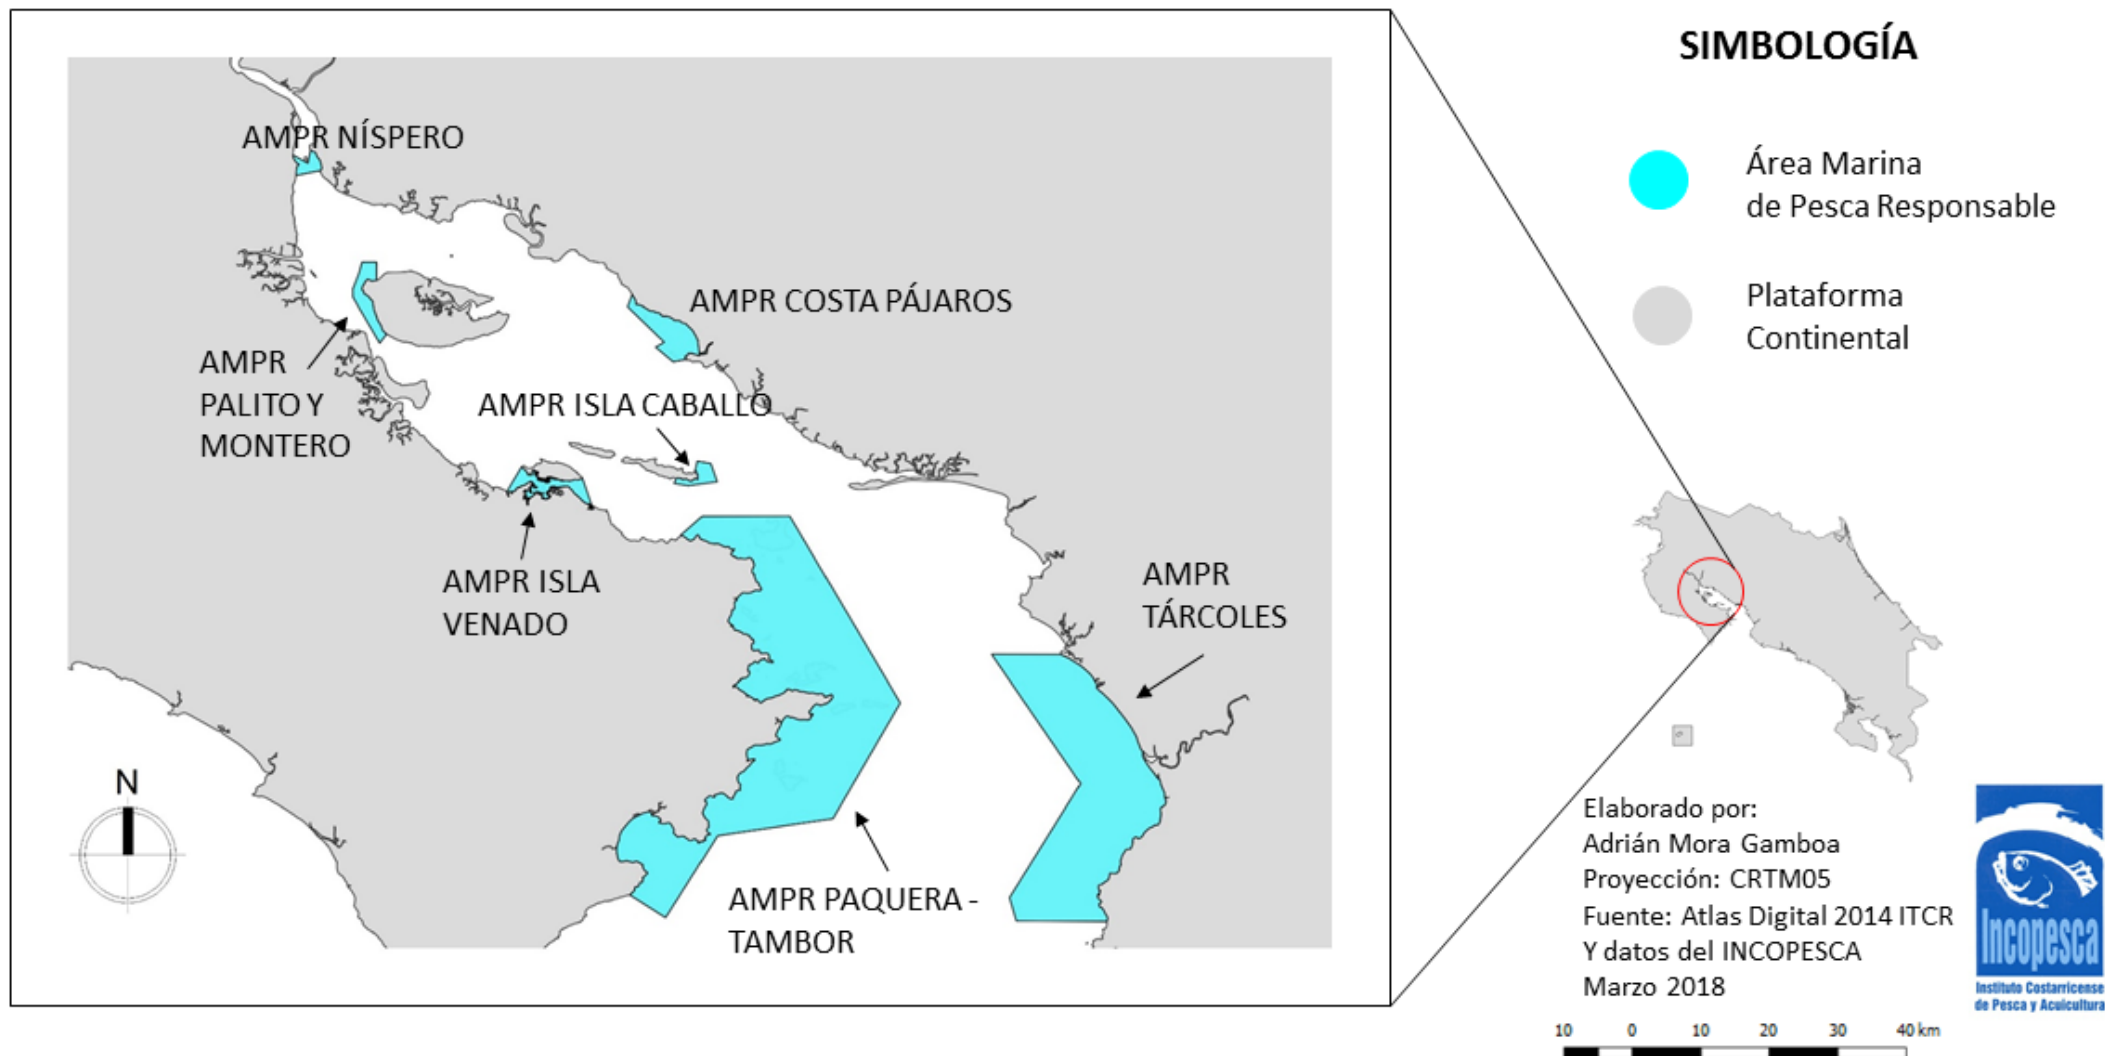 AMPR NÍSPERO
AMPR COSTA PÁJAROS
AMPR
PALITO Y
MONTERO
AMPR ISLA CABALLO
AMPR ISLA
VENADO
AMPR
TÁRCOLES
AMPR PAQUERA -
TAMBOR
N
SIMBOLOGÍA
Área Marina
de Pesca Responsable
Plataforma
Continental
Elaborado por:
Adrián Mora Gamboa
Proyección: CRTM05
Fuente: Atlas Digital 2014 ITCR
Y datos del INCOPESCA
Marzo 2018
Incopesca
Instituto Costarricense
de Pesca y Acuicultura
10 0 10 20 30 40 km